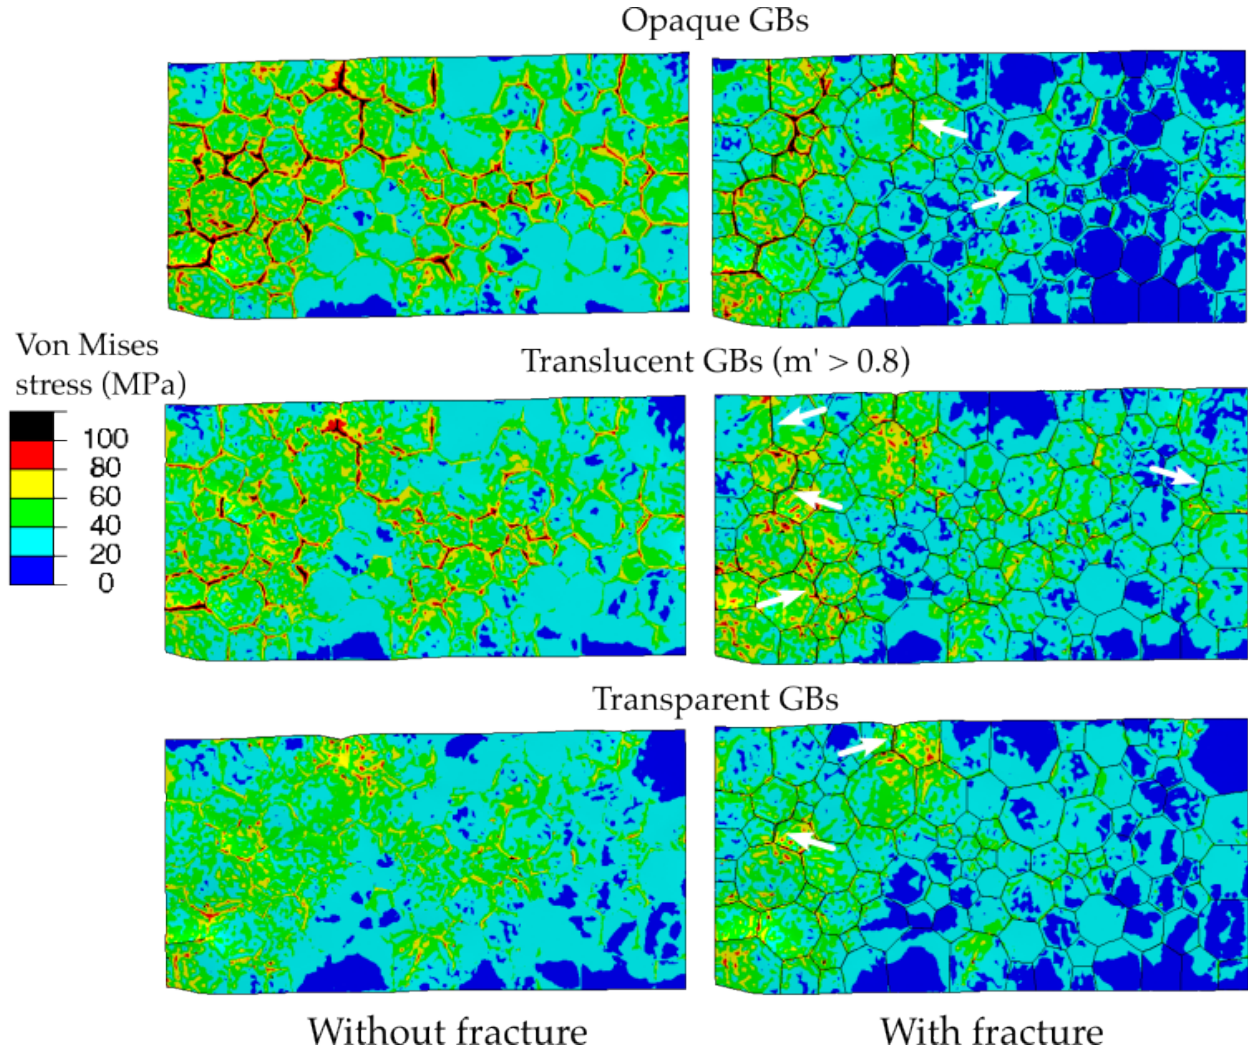 Opaque GBs
Von Mises
stress (MPa)
100
80
60
40
20
0
Translucent GBs (m' > 0.8)
Transparent GBs
Without fracture
With fracture